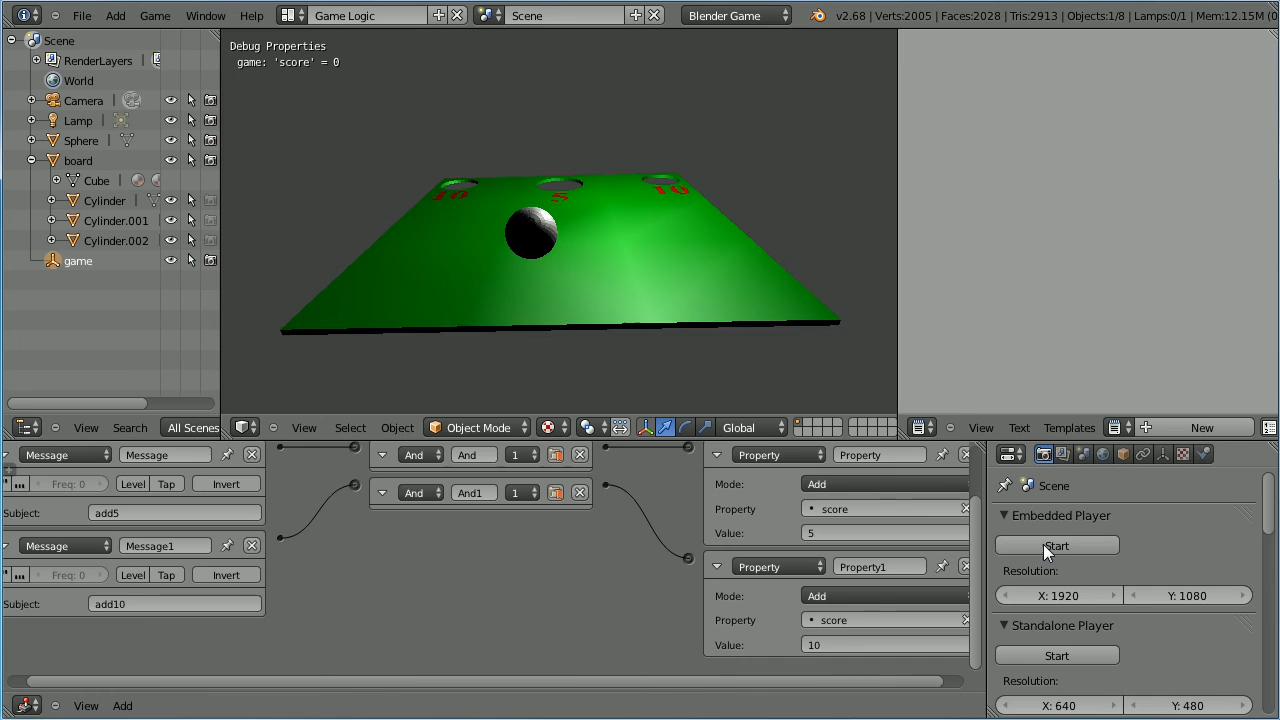 File Add Game Window Help Game Logic Scene Blender Game v2.68 | Verts:2005 | Faces:2028 | Tris:2913 | Objects:1/8 | Lamps:0/1 | Mem:12.15M (0
Scene
RenderLayers
World
Camera
Lamp
Sphere
board
Cube
Cylinder
Cylinder.001
Cylinder.002
game
Debug Properties
game: 'score' = 0
10 5 10
View Search All Scenes
View Select Object Object Mode Global
View Text Templates New
Message Message
Freq: 0 Level Tap Invert
Subject: add5
Message Message1
Freq: 0 Level Tap Invert
Subject: add10
And And 1
And And1 1
Property Property
Mode: Add
Property score
Value: 5
Property Property1
Mode: Add
Property score
Value: 10
View Add
Scene
Embedded Player
Start
Resolution:
X: 1920 Y: 1080
Standalone Player
Start
Resolution:
X: 640 Y: 480